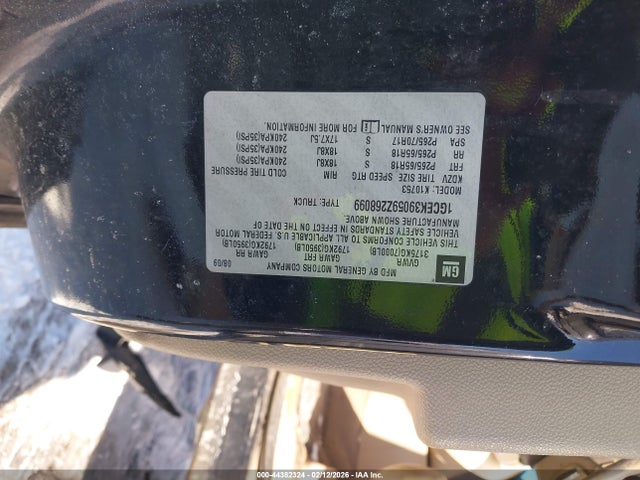 GM
MFD BY GENERAL MOTORS COMPANY 08/09
GVWR GAWR FRT GAWR RR
3175KG(7000LB) 1792KG(3950LB) 1792KG(3950LB)
THIS VEHICLE CONFORMS TO ALL APPLICABLE U.S. FEDERAL MOTOR
VEHICLE SAFETY STANDARDS IN EFFECT ON THE DATE OF
MANUFACTURE SHOWN ABOVE.
1GCEK39059Z268099 TYPE: TRUCK
MODEL: K10753
KDZV TIRE SIZE SPEED RTG RIM COLD TIRE PRESSURE
FRT P265/65R18 S 18X8J 240KPA(35PSI)
RR P265/65R18 S 18X8J 240KPA(35PSI)
SPA P265/70R17 S 17X7.5J 240KPA(35PSI)
SEE OWNER'S MANUAL FOR MORE INFORMATION.
000-44382324 - 02/12/2026 - IAA Inc.